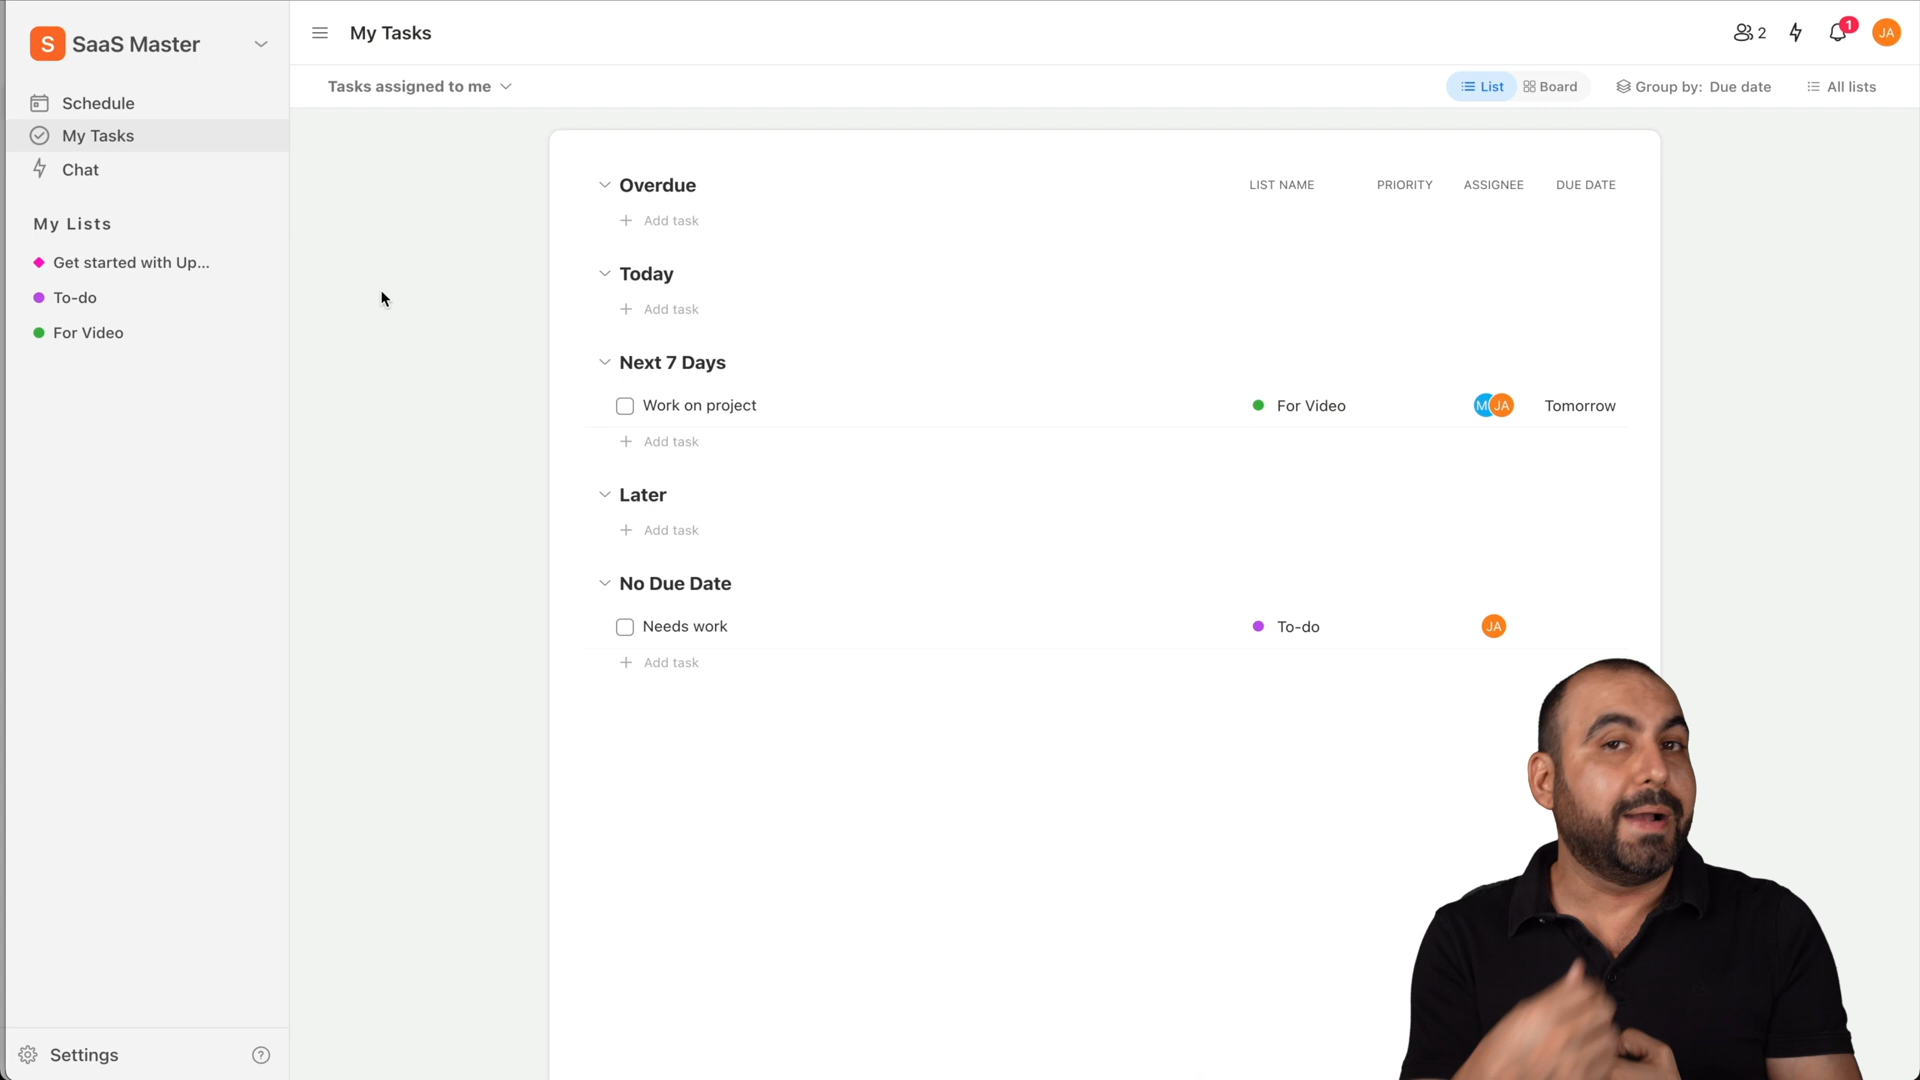 S SaaS Master
Schedule
My Tasks
Chat
My Lists
Get started with Up...
To-do
For Video
Settings
?
My Tasks
2
1
JA
Tasks assigned to me
List
Board
Group by: Due date
All lists
Overdue LIST NAME PRIORITY ASSIGNEE DUE DATE
+ Add task
Today
+ Add task
Next 7 Days
Work on project For Video JA Tomorrow
+ Add task
Later
+ Add task
No Due Date
Needs work To-do JA
+ Add task